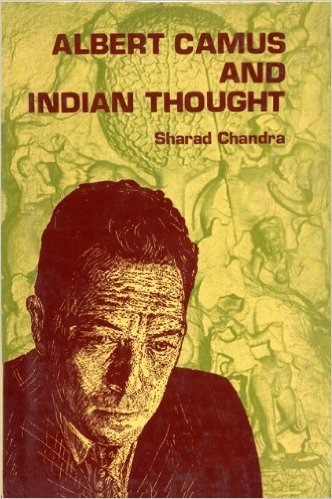 ALBERT CAMUS
AND
INDIAN THOUGHT
Sharad Chandra